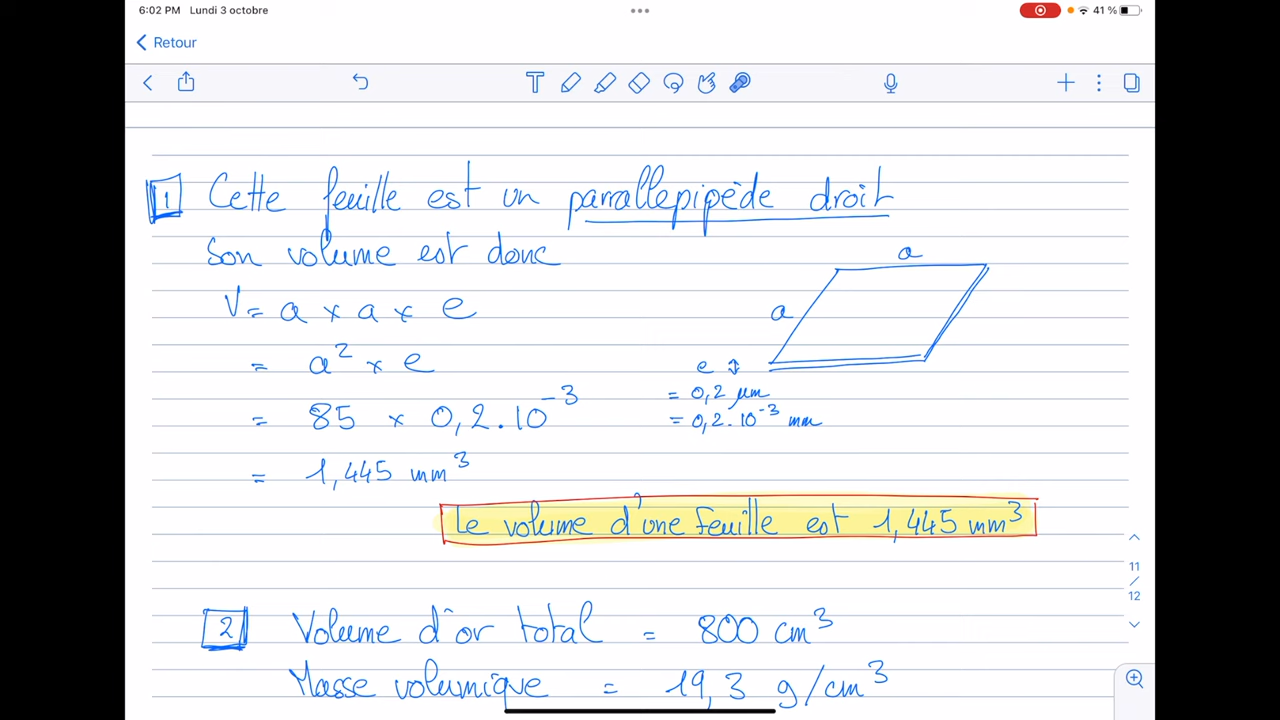 6:02 PM Lundi 3 octobre
41 %
Retour
1 Cette feuille est un parrallepipède droit
son volume est donc
V = a × a × e
= a² × e
= 85 × 0,2.10⁻³
= 1,445 mm³
a
a
e
= 0,2 µm
= 0,2.10⁻³ mm
Le volume d'une feuille est 1,445 mm³
11
/
12
2 Volume d'or total = 800 cm³
Masse volumique = 19,3 g/cm³